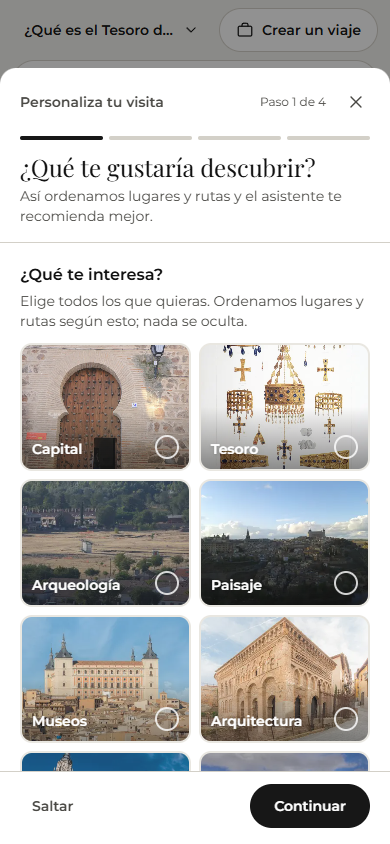 ¿Qué es el Tesoro d...
Crear un viaje
Personaliza tu visita
Paso 1 de 4
¿Qué te gustaría descubrir?
Así ordenamos lugares y rutas y el asistente te
recomienda mejor.
¿Qué te interesa?
Elige todos los que quieras. Ordenamos lugares y
rutas según esto; nada se oculta.
Capital
Tesoro
Arqueología
Paisaje
Museos
Arquitectura
Saltar
Continuar